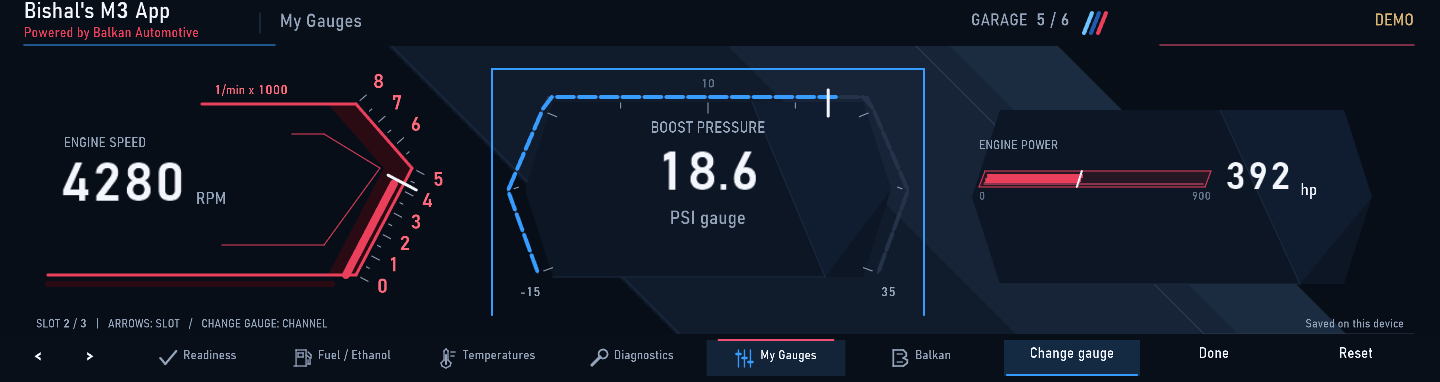 Bishal's M3 App
Powered by Balkan Automotive
My Gauges
GARAGE 5 / 6
DEMO
1/min x 1000
ENGINE SPEED
4280 RPM
8
7
6
5
4
3
2
1
0
10
BOOST PRESSURE
18.6
PSI gauge
-15
35
ENGINE POWER
392 hp
0
900
SLOT 2 / 3 | ARROWS: SLOT / CHANGE GAUGE: CHANNEL
Saved on this device
< > Readiness Fuel / Ethanol Temperatures Diagnostics My Gauges Balkan Change gauge Done Reset